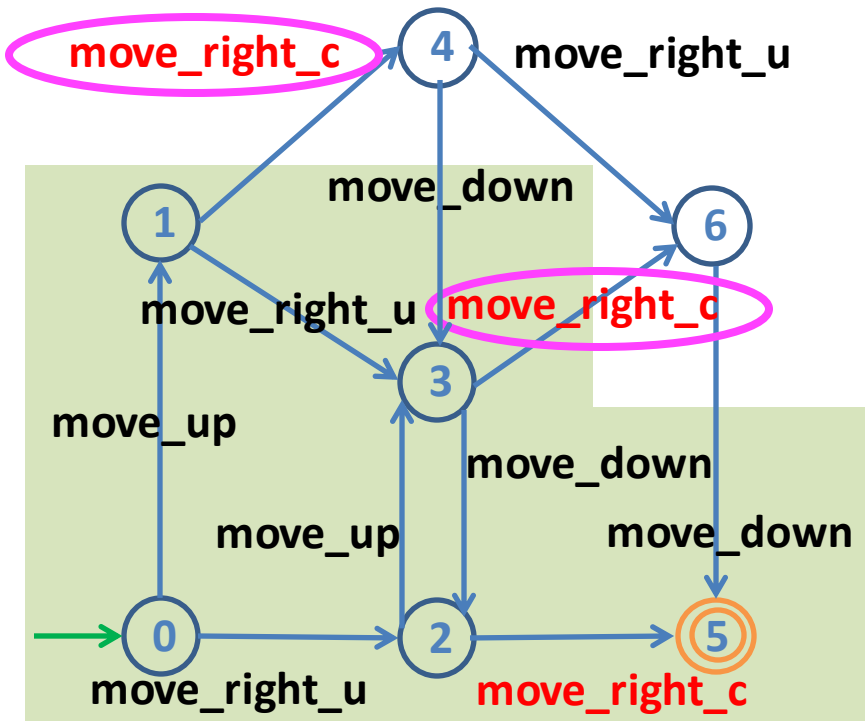 move_right_c
4
move_right_u
move_down
1
6
move_right_u
move_right_c
3
move_up
move_down
move_up
move_down
0
2
5
move_right_u
move_right_c